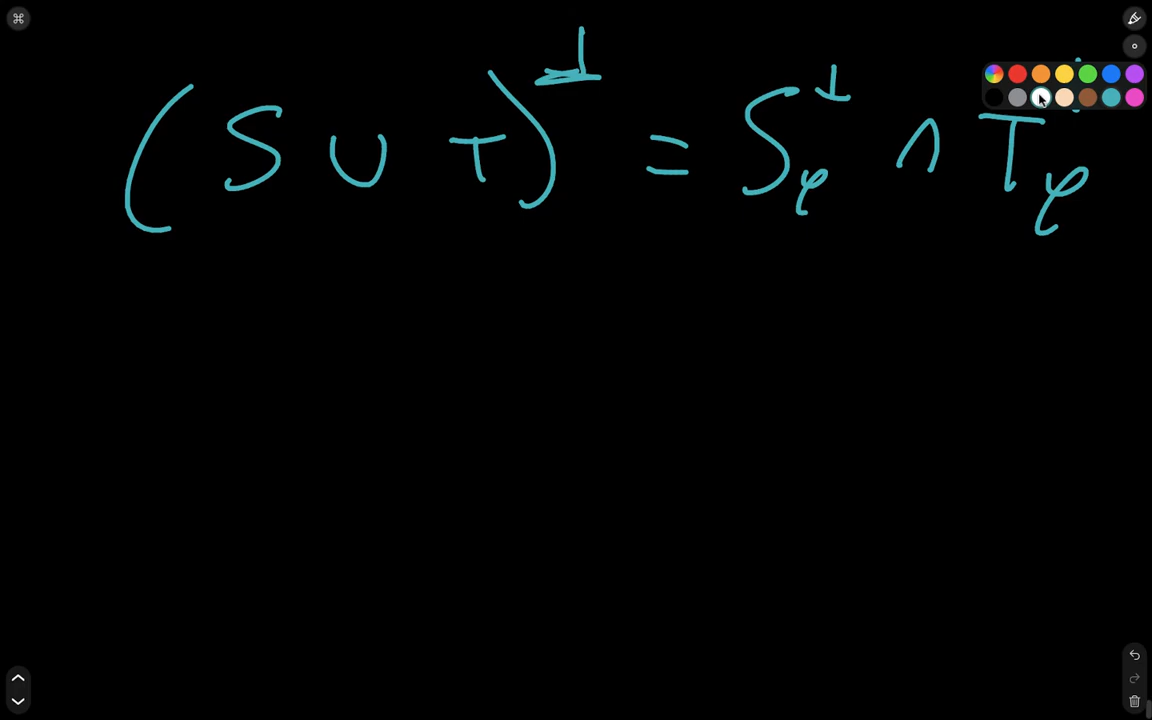 (S ∪ T)^⊥ = S_φ^⊥ ∩ T_φ